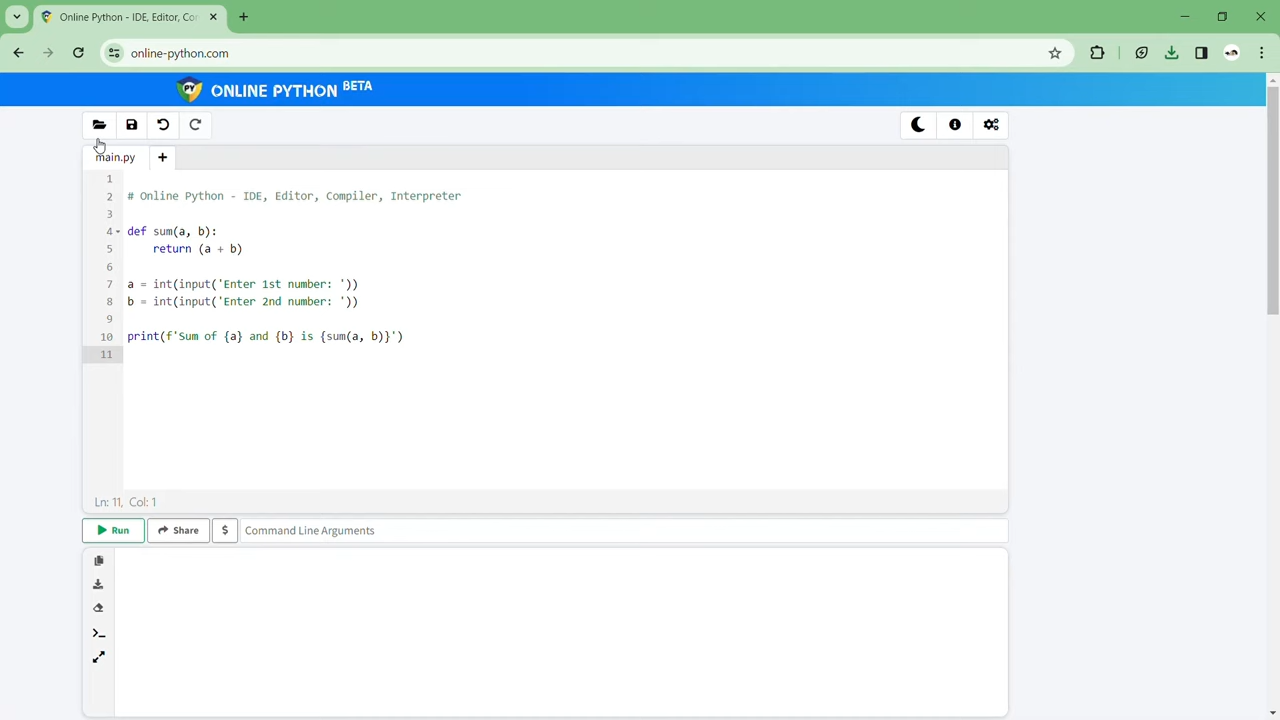 Online Python - IDE, Editor, Co
online-python.com
PY ONLINE PYTHON BETA
main.py
1
2 # Online Python - IDE, Editor, Compiler, Interpreter
3
4 def sum(a, b):
5 return (a + b)
6
7 a = int(input('Enter 1st number: '))
8 b = int(input('Enter 2nd number: '))
9
10 print(f'Sum of {a} and {b} is {sum(a, b)}')
11
Ln: 11, Col: 1
Run Share $ Command Line Arguments